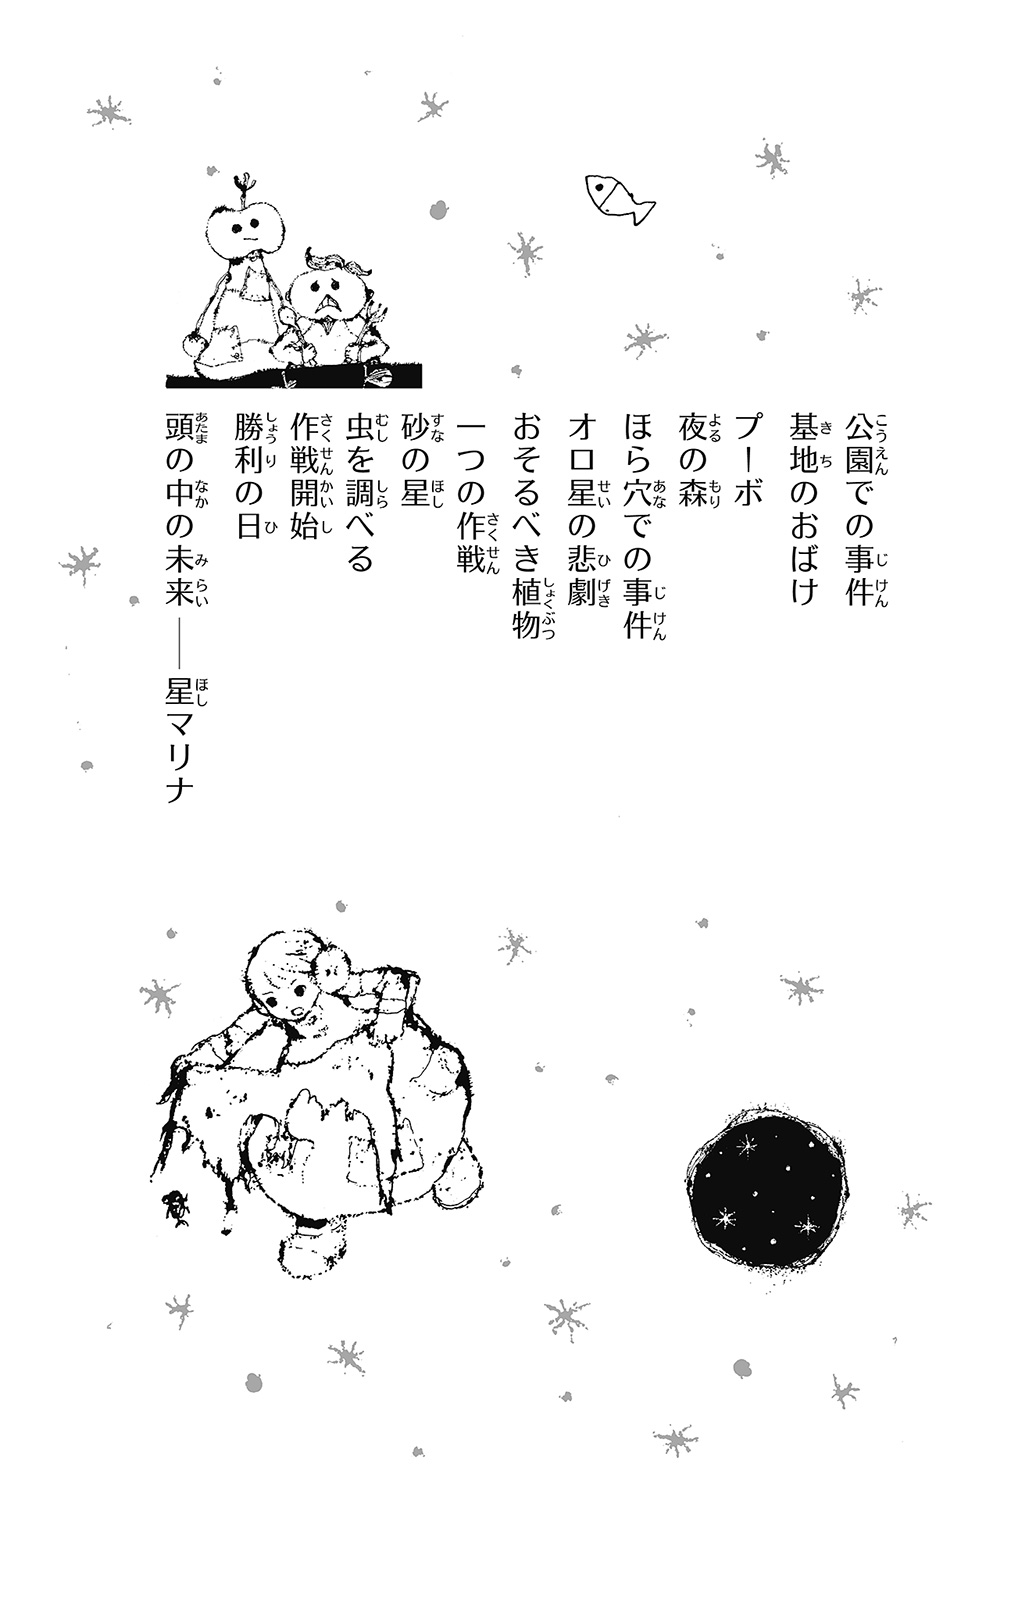 公園での事件
基地のおばけ
プーボ
夜の森
ほら穴での事件
オロ星の悲劇
おそるべき植物
一つの作戦
砂の星
虫を調べる
作戦開始
勝利の日
頭の中の未来――星マリナ